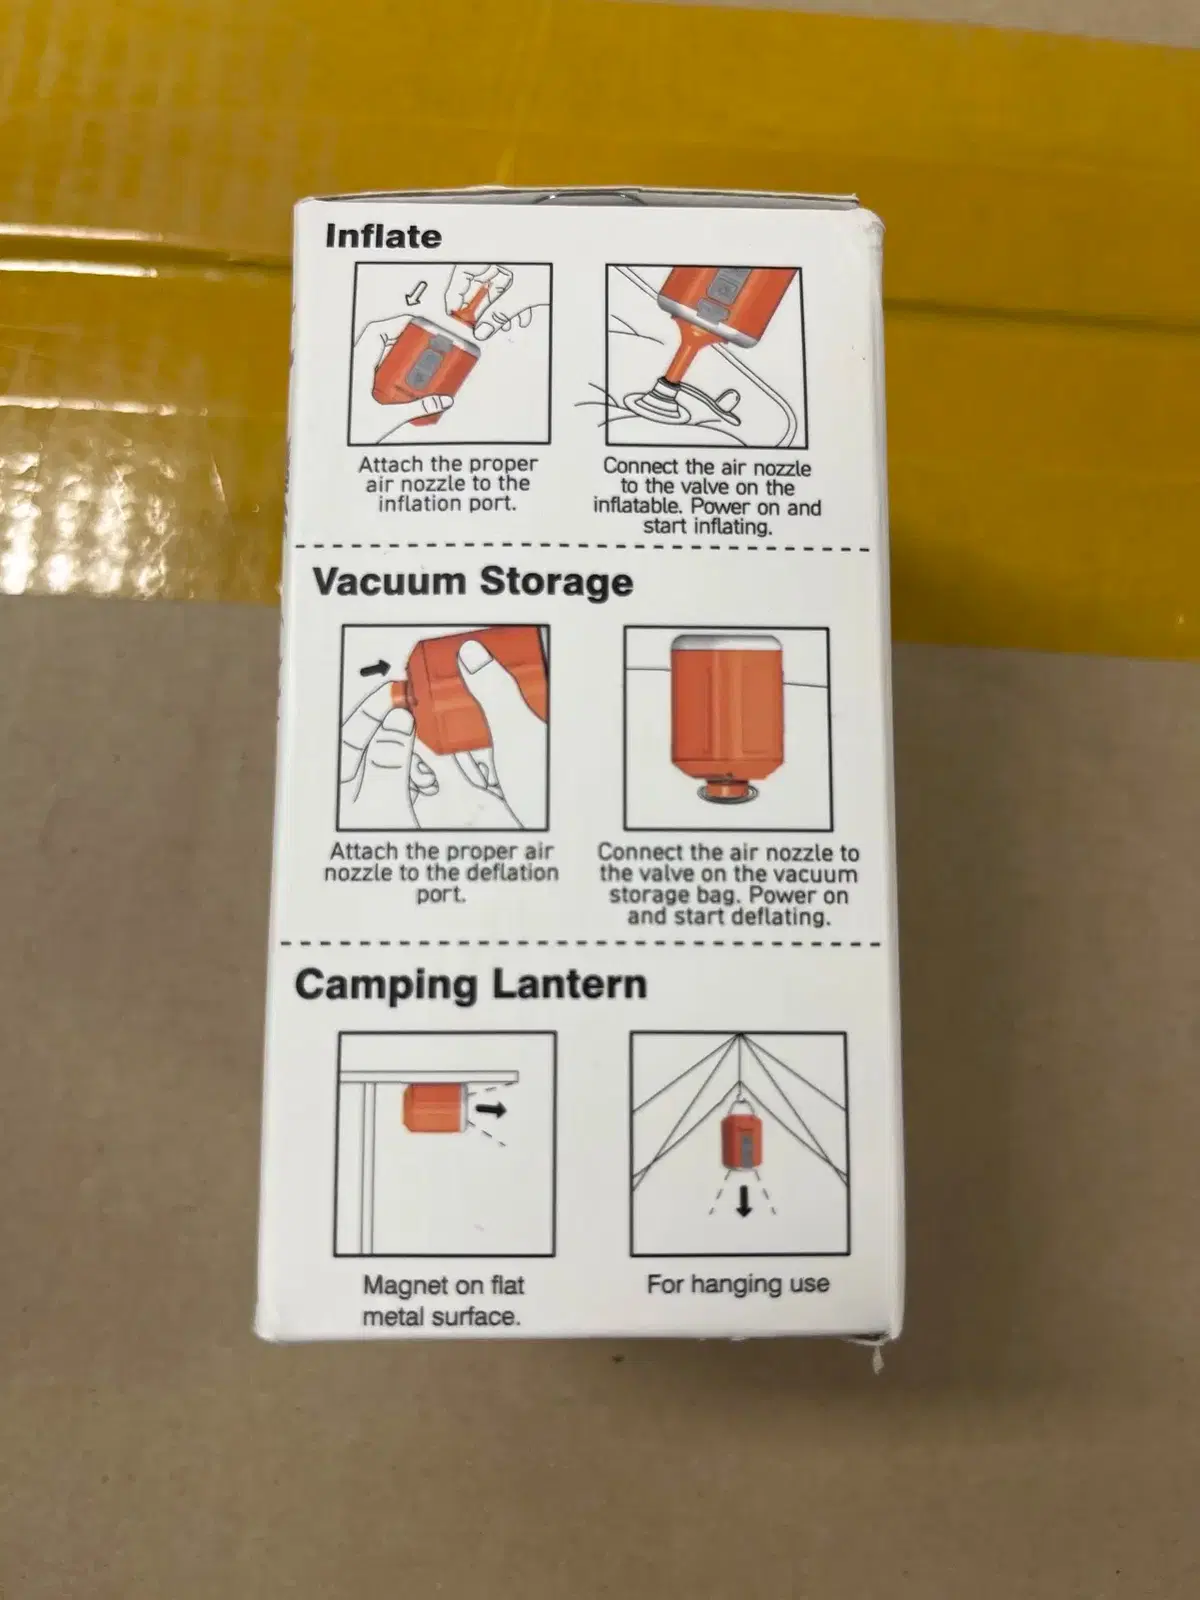 Inflate
Attach the proper
air nozzle to the
inflation port.
Connect the air nozzle
to the valve on the
inflatable. Power on and
start inflating.
Vacuum Storage
Attach the proper air
nozzle to the deflation
port.
Connect the air nozzle to
the valve on the vacuum
storage bag. Power on
and start deflating.
Camping Lantern
Magnet on flat
metal surface.
For hanging use